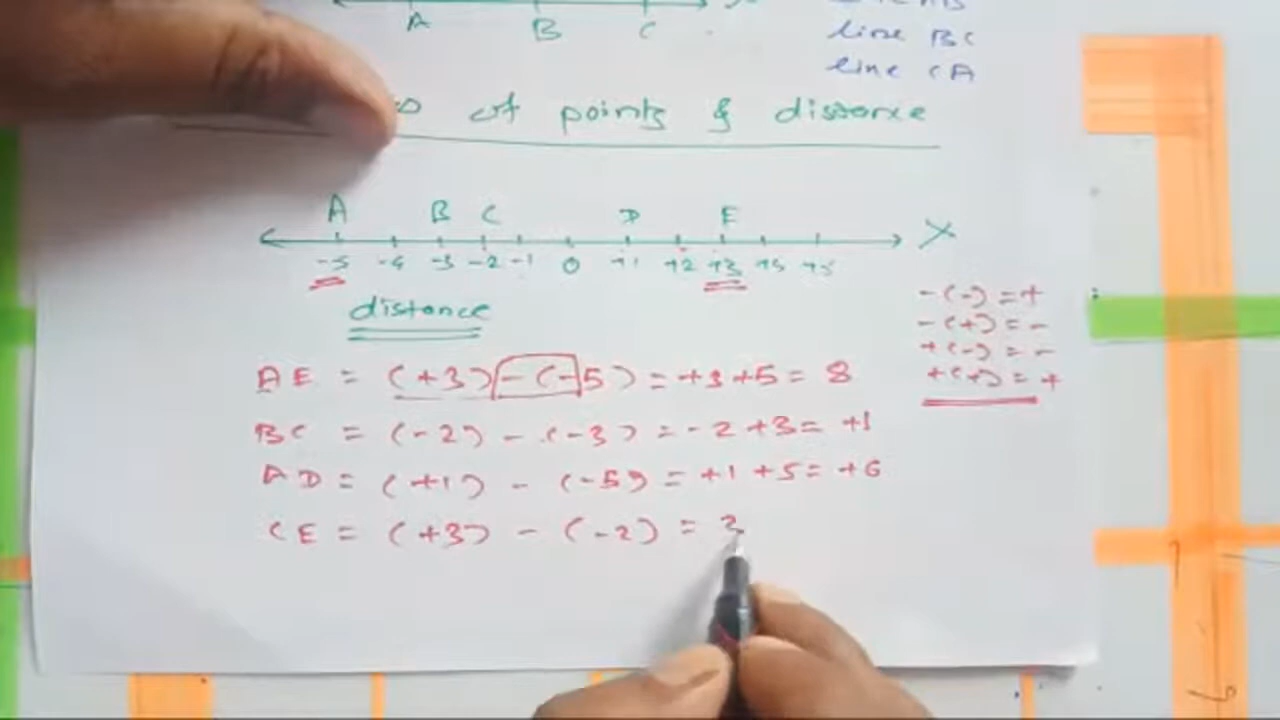 A B C
line BC
line CA
of points & distance
A B C D E
-5 -4 -3 -2 -1 0 +1 +2 +3 +4 +5 X
distance
-(-) = +
-(+) = -
+(-) = -
+(+) = +
AE = (+3) - (-5) = +3+5 = 8
BC = (-2) - (-3) = -2+3 = +1
AD = (+1) - (-5) = +1+5 = +6
CE = (+3) - (-2) = 3